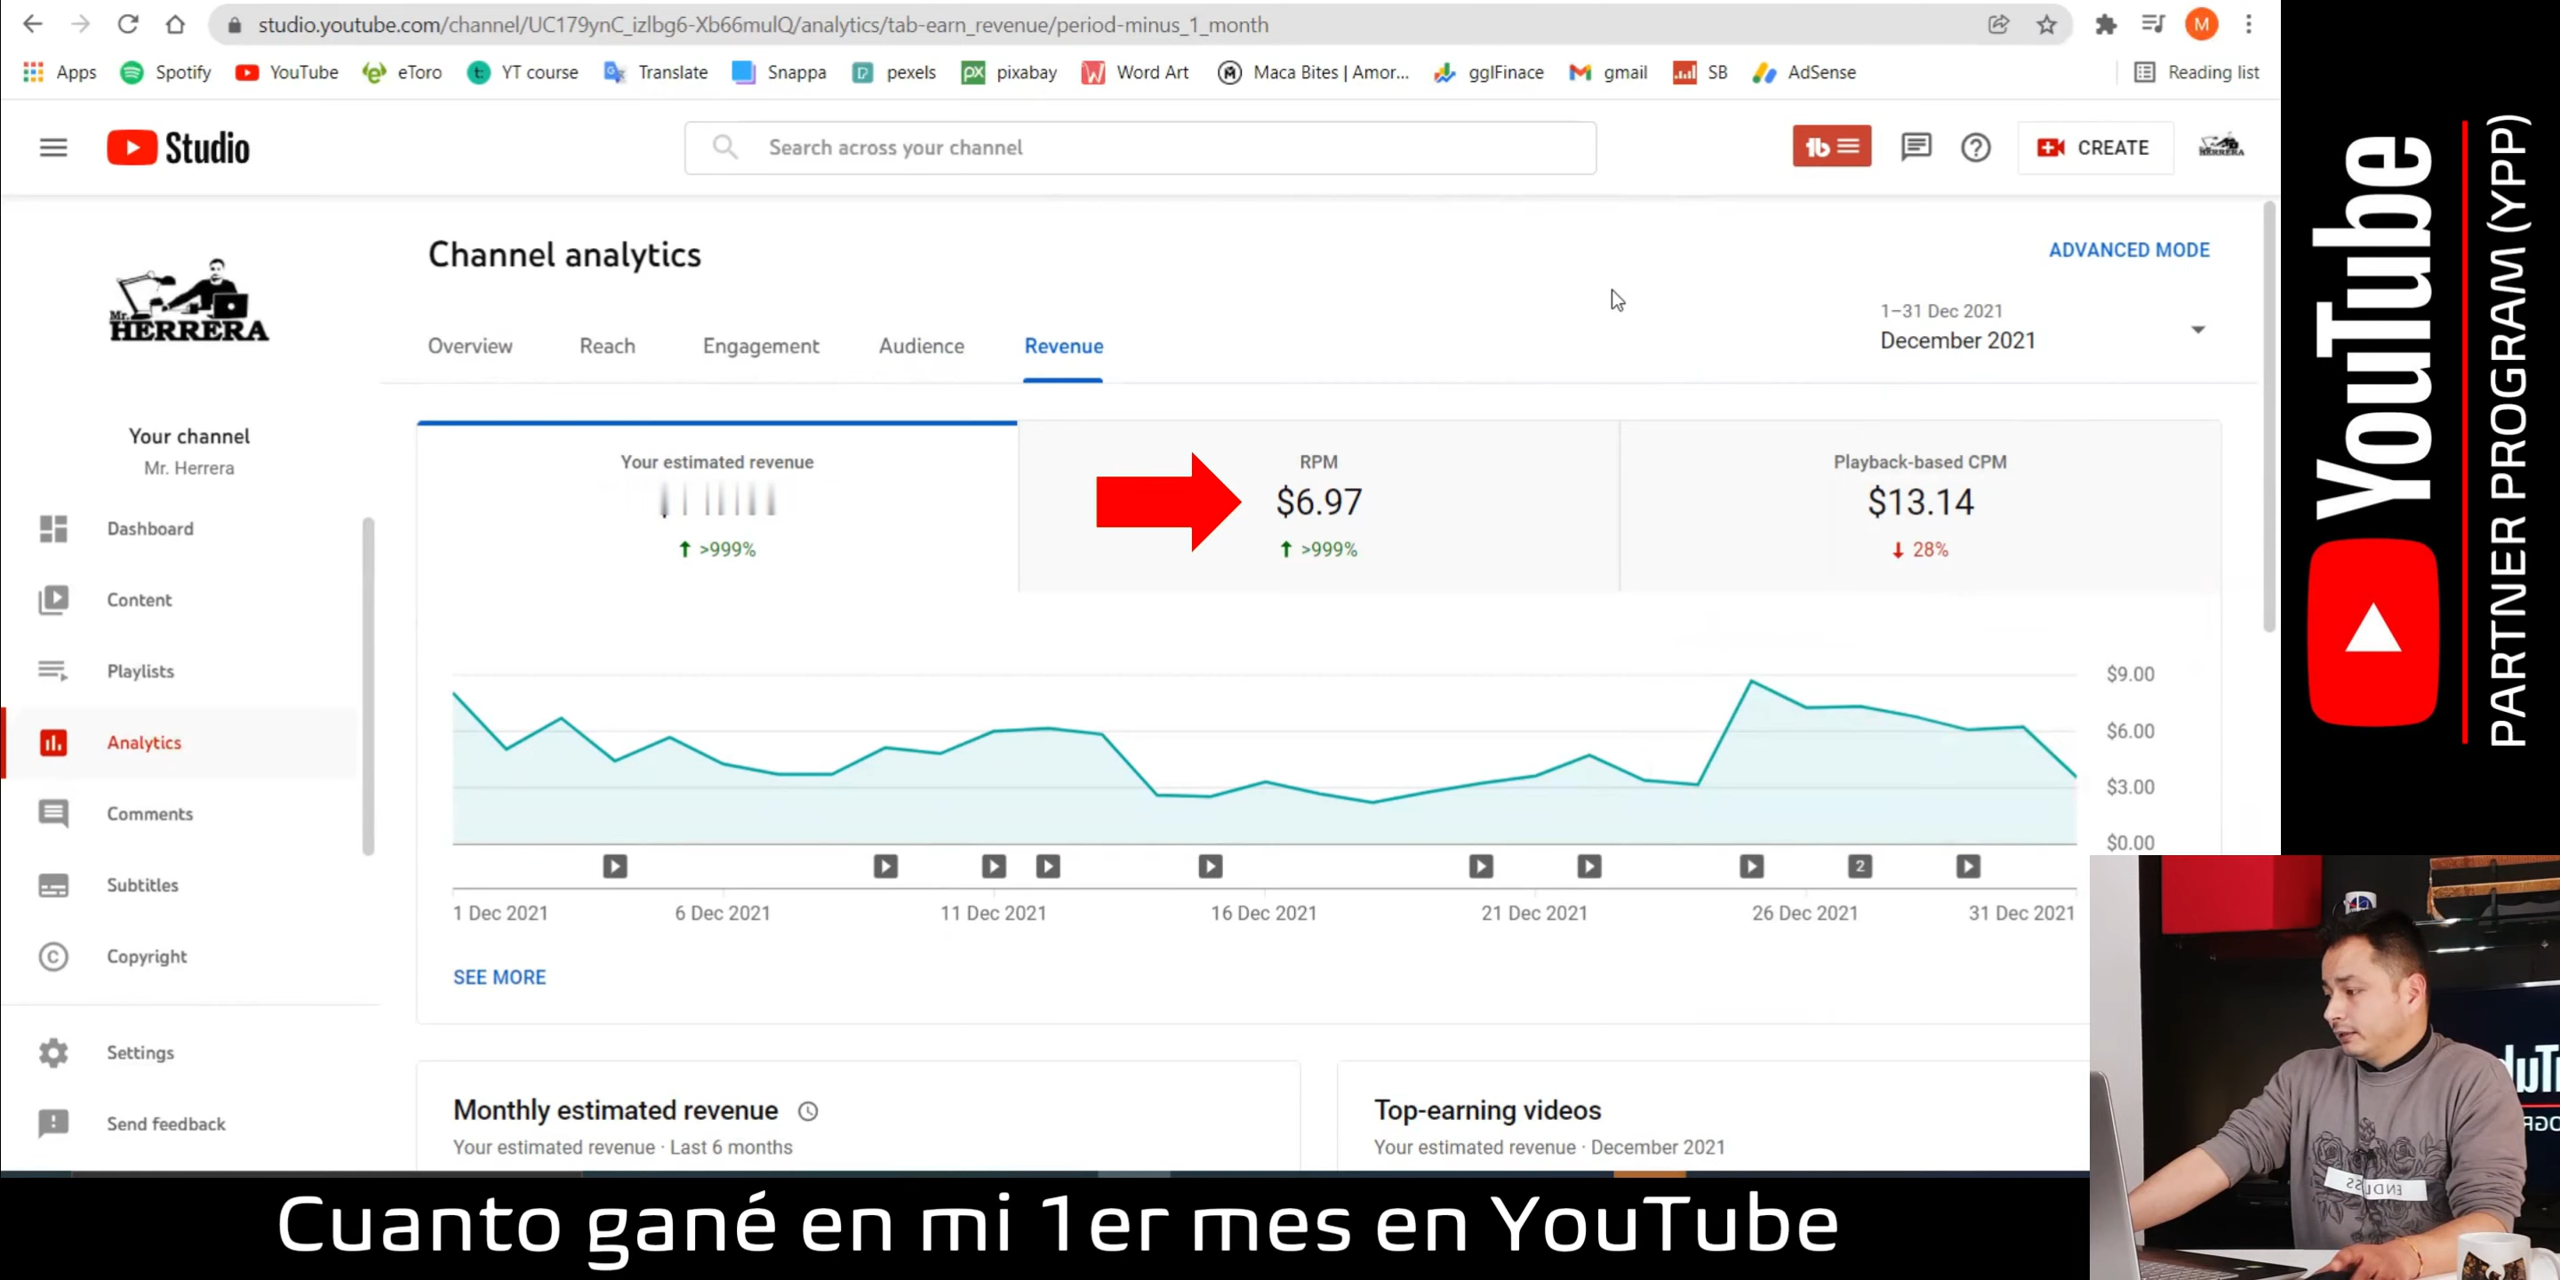 studio.youtube.com/channel/UC179ynC_izlbg6-Xb66mulQ/analytics/tab-earn_revenue/period-minus_1_month
M
Apps Spotify YouTube eToro YT course Translate Snappa pexels pixabay Word Art Maca Bites | Amor... gglFinace gmail SB AdSense Reading list
Studio
Search across your channel
CREATE
Channel analytics
ADVANCED MODE
1–31 Dec 2021
December 2021
Overview Reach Engagement Audience Revenue
Mr. HERRERA
Your channel
Mr. Herrera
Dashboard
Content
Playlists
Analytics
Comments
Subtitles
Copyright
Settings
Send feedback
Your estimated revenue
>999%
RPM
$6.97
>999%
Playback-based CPM
$13.14
28%
$9.00
$6.00
$3.00
$0.00
2
1 Dec 2021 6 Dec 2021 11 Dec 2021 16 Dec 2021 21 Dec 2021 26 Dec 2021 31 Dec 2021
SEE MORE
Monthly estimated revenue
Your estimated revenue · Last 6 months
Top-earning videos
Your estimated revenue · December 2021
YouTube
PARTNER PROGRAM (YPP)
Cuanto gané en mi 1er mes en YouTube